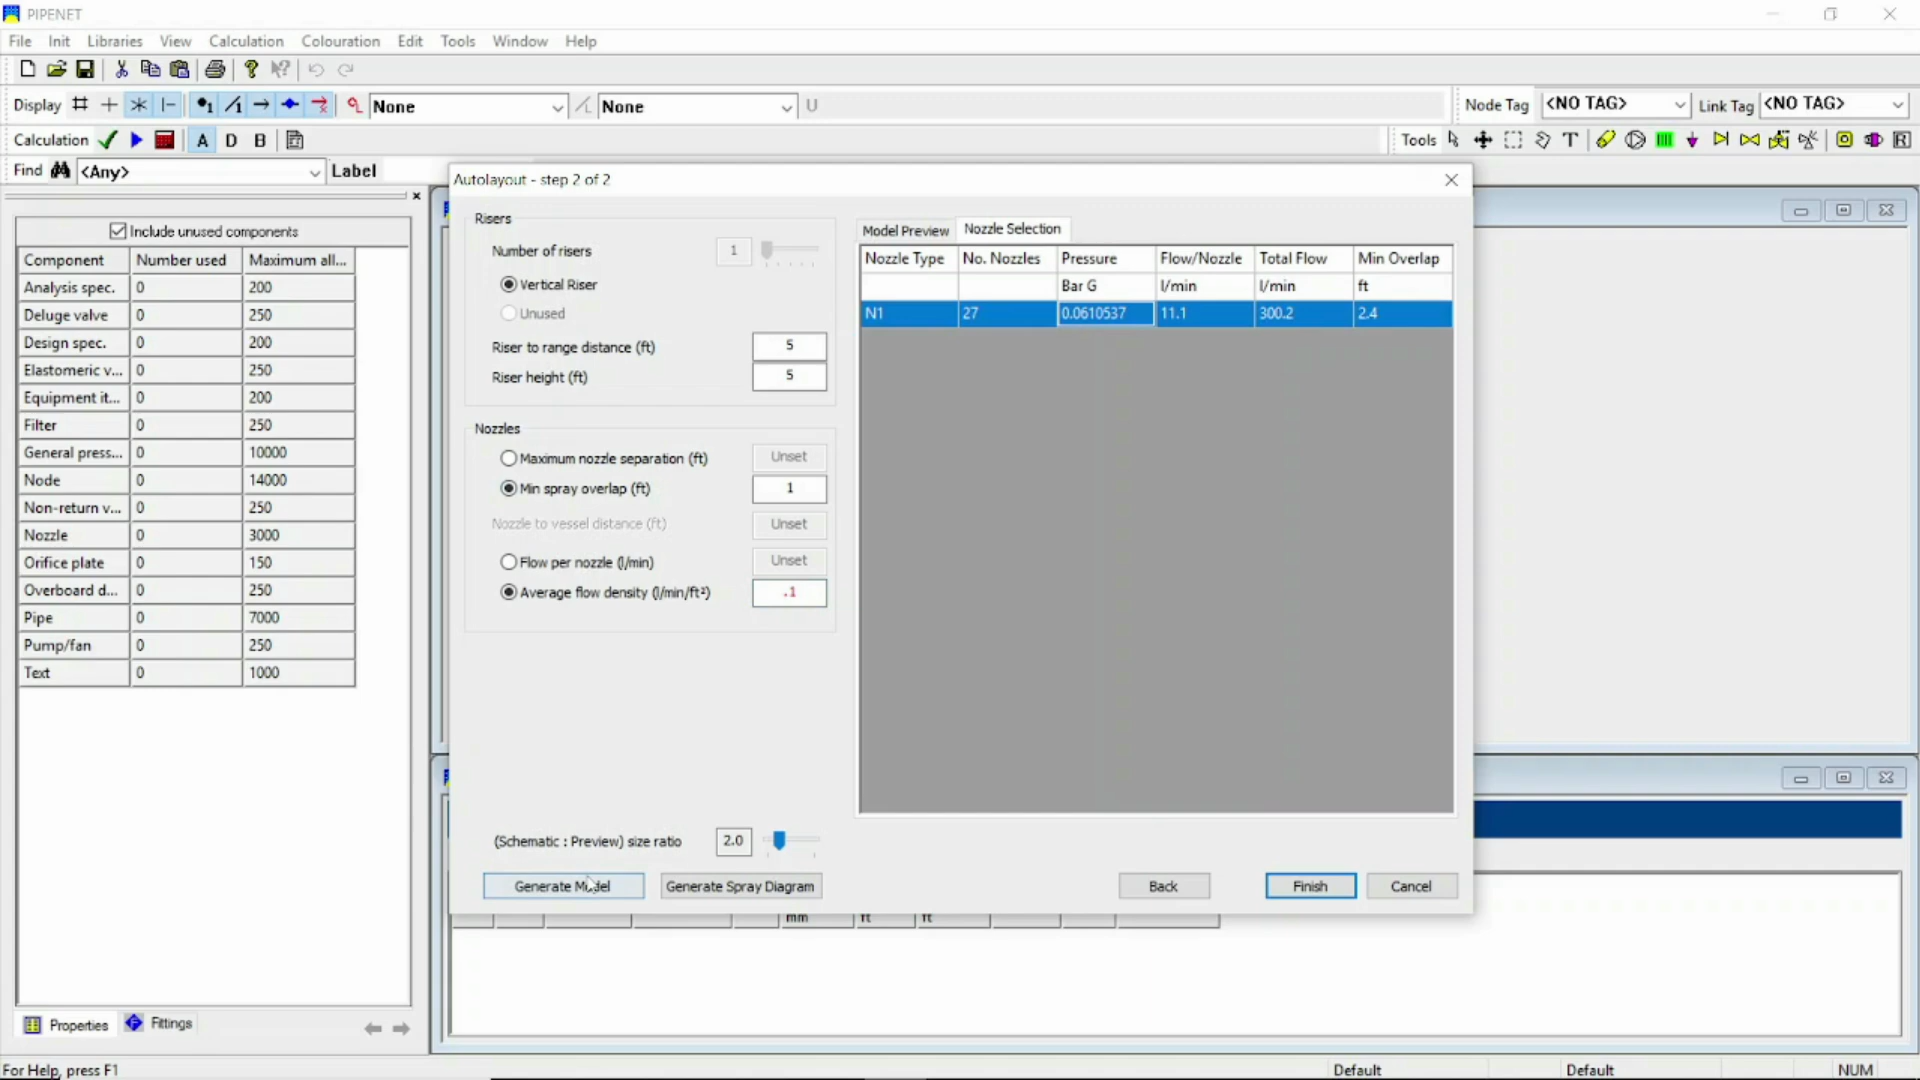 PIPENET
File Init Libraries View Calculation Colouration Edit Tools Window Help
Display None None U Node Tag <NO TAG> Link Tag <NO TAG>
Calculation A D B Tools T R
Find <Any> Label
Autolayout - step 2 of 2
Include unused components
Component Number used Maximum all...
Analysis spec. 0 200
Deluge valve 0 250
Design spec. 0 200
Elastomeric v... 0 250
Equipment it... 0 200
Filter 0 250
General press... 0 10000
Node 0 14000
Non-return v... 0 250
Nozzle 0 3000
Orifice plate 0 150
Overboard d... 0 250
Pipe 0 7000
Pump/fan 0 250
Text 0 1000
Properties Fittings
Risers
Number of risers 1
Vertical Riser
Unused
Riser to range distance (ft) 5
Riser height (ft) 5
Nozzles
Maximum nozzle separation (ft) Unset
Min spray overlap (ft) 1
Nozzle to vessel distance (ft) Unset
Flow per nozzle (l/min) Unset
Average flow density (l/min/ft²) .1
(Schematic : Preview) size ratio 2.0
Generate Model Generate Spray Diagram
Model Preview Nozzle Selection
Nozzle Type No. Nozzles Pressure Flow/Nozzle Total Flow Min Overlap
Bar G l/min l/min ft
N1 27 0.0610537 11.1 300.2 2.4
Back Finish Cancel
mm ft ft
For Help, press F1 Default Default NUM